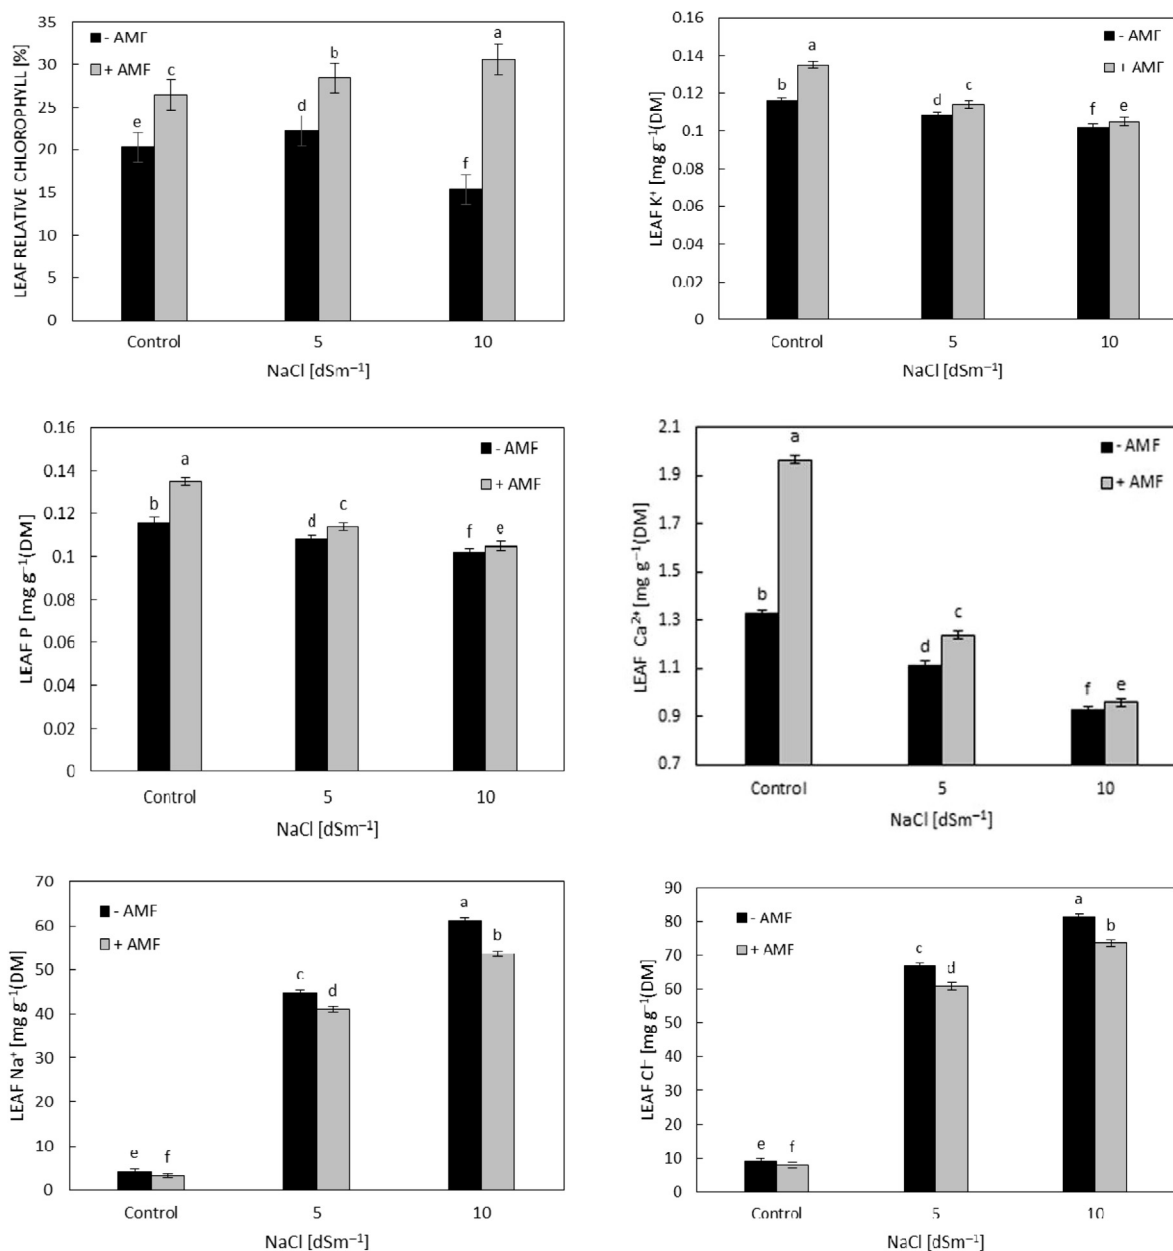 LEAF RELATIVE CHLOROPHYLL [%]
35
30
25
20
15
10
5
0
- AMF
+ AMF
e
c
d
b
f
a
Control 5 10
NaCl [dSm⁻¹]
LEAF K⁺ [mg g⁻¹(DM)
0.16
0.14
0.12
0.1
0.08
0.06
0.04
0.02
0
- AMF
+ AMF
b
a
d
c
f
e
Control 5 10
NaCl [dSm⁻¹]
LEAF P [mg g⁻¹(DM)
0.16
0.14
0.12
0.1
0.08
0.06
0.04
0.02
0
- AMF
+ AMF
b
a
d
c
f
e
Control 5 10
NaCl [dSm⁻¹]
LEAF Ca²⁺ [mg g⁻¹(DM)
2.1
1.9
1.7
1.5
1.3
1.1
0.9
0.7
- AMF
+ AMF
b
a
d
c
f
e
Control 5 10
NaCl [dSm⁻¹]
LEAF Na⁺ [mg g⁻¹(DM)
70
60
50
40
30
20
10
0
- AMF
+ AMF
e
f
c
d
a
b
Control 5 10
NaCl [dSm⁻¹]
LEAF Cl⁻ [mg g⁻¹(DM)
90
80
70
60
50
40
30
20
10
0
- AMF
+ AMF
e
f
c
d
a
b
Control 5 10
NaCl [dSm⁻¹]